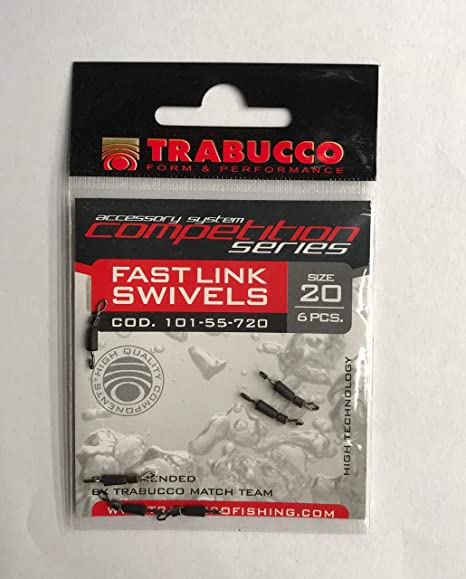 TRABUCCO
FORM & PERFORMANCE
accessory system
competition
series
FAST LINK
SWIVELS
COD. 101-55-720
SIZE
20
6 PCS.
HIGH QUALITY COMPONENTS
HIGH TECHNOLOGY
BY TRABUCCO MATCH TEAM